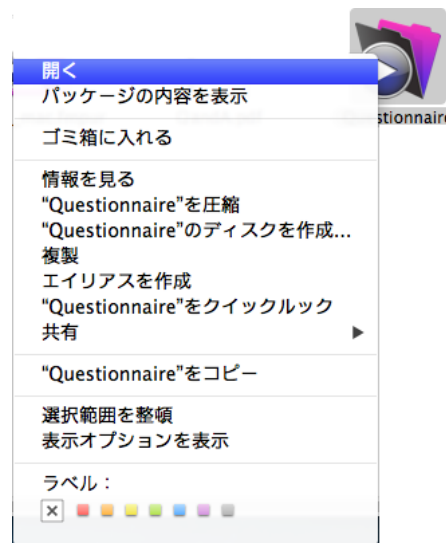 開く
パッケージの内容を表示
ゴミ箱に入れる
情報を見る
“Questionnaire”を圧縮
“Questionnaire”のディスクを作成...
複製
エイリアスを作成
“Questionnaire”をクイックルック
共有
“Questionnaire”をコピー
選択範囲を整頓
表示オプションを表示
ラベル：